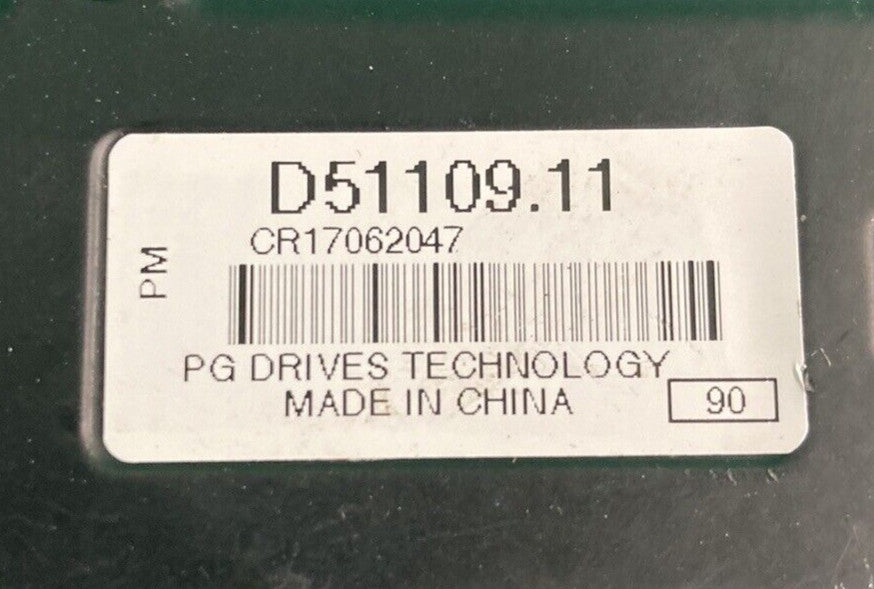 D51109.11
CR17062047
PM
PG DRIVES TECHNOLOGY
MADE IN CHINA
90